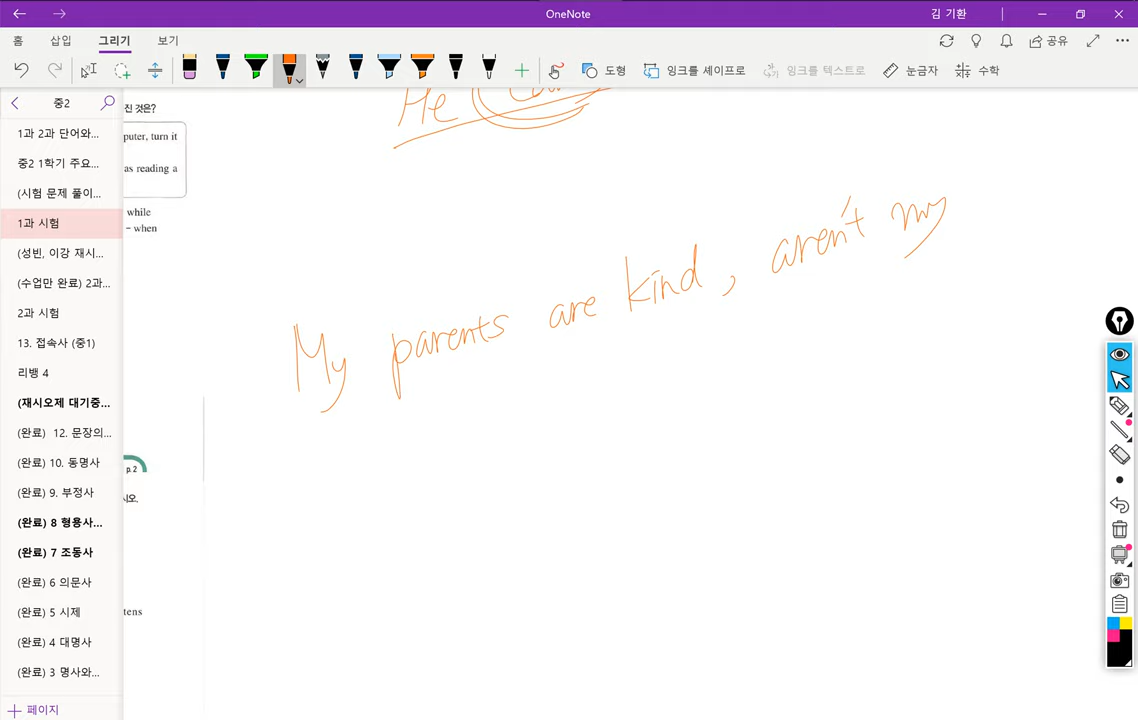 OneNote
김 기환
홈 삽입 그리기 보기
공유
도형 잉크를 셰이프로 잉크를 텍스트로 눈금자 수학
중2
1과 2과 단어와...
중2 1학기 주요...
(시험 문제 풀이...
1과 시험
(성빈, 이강 재시...
(수업만 완료) 2과...
2과 시험
13. 접속사 (중1)
리뱅 4
(재시오제 대기중...
(완료) 12. 문장의...
(완료) 10. 동명사
(완료) 9. 부정사
(완료) 8 형용사...
(완료) 7 조동사
(완료) 6 의문사
(완료) 5 시제
(완료) 4 대명사
(완료) 3 명사와...
페이지
진 것은?
puter, turn it
as reading a
while
– when
p.2
시오.
tens
He
My parents are kind, aren't my